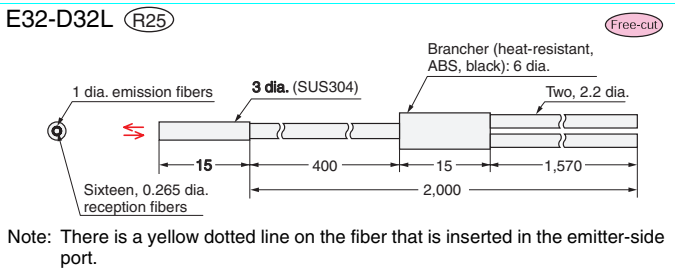 E32-D32L R25
Free-cut
Brancher (heat-resistant,
ABS, black): 6 dia.
1 dia. emission fibers
3 dia. (SUS304)
Two, 2.2 dia.
15
400
15
1,570
2,000
Sixteen, 0.265 dia.
reception fibers
Note: There is a yellow dotted line on the fiber that is inserted in the emitter-side
port.